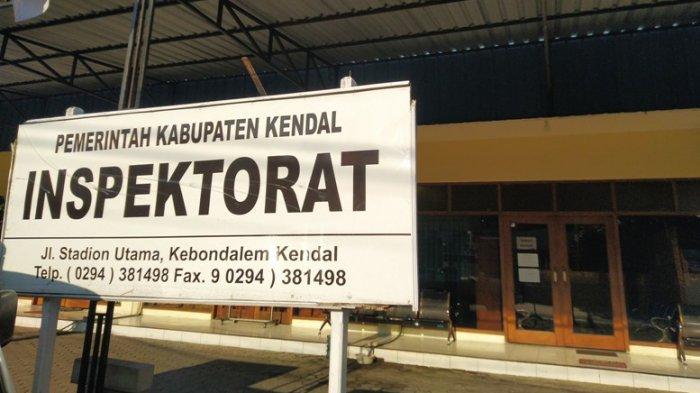 PEMERINTAH KABUPATEN KENDAL
INSPEKTORAT
Jl. Stadion Utama, Kebondalem Kendal
Telp. ( 0294 ) 381498 Fax. 9 0294 ) 381498